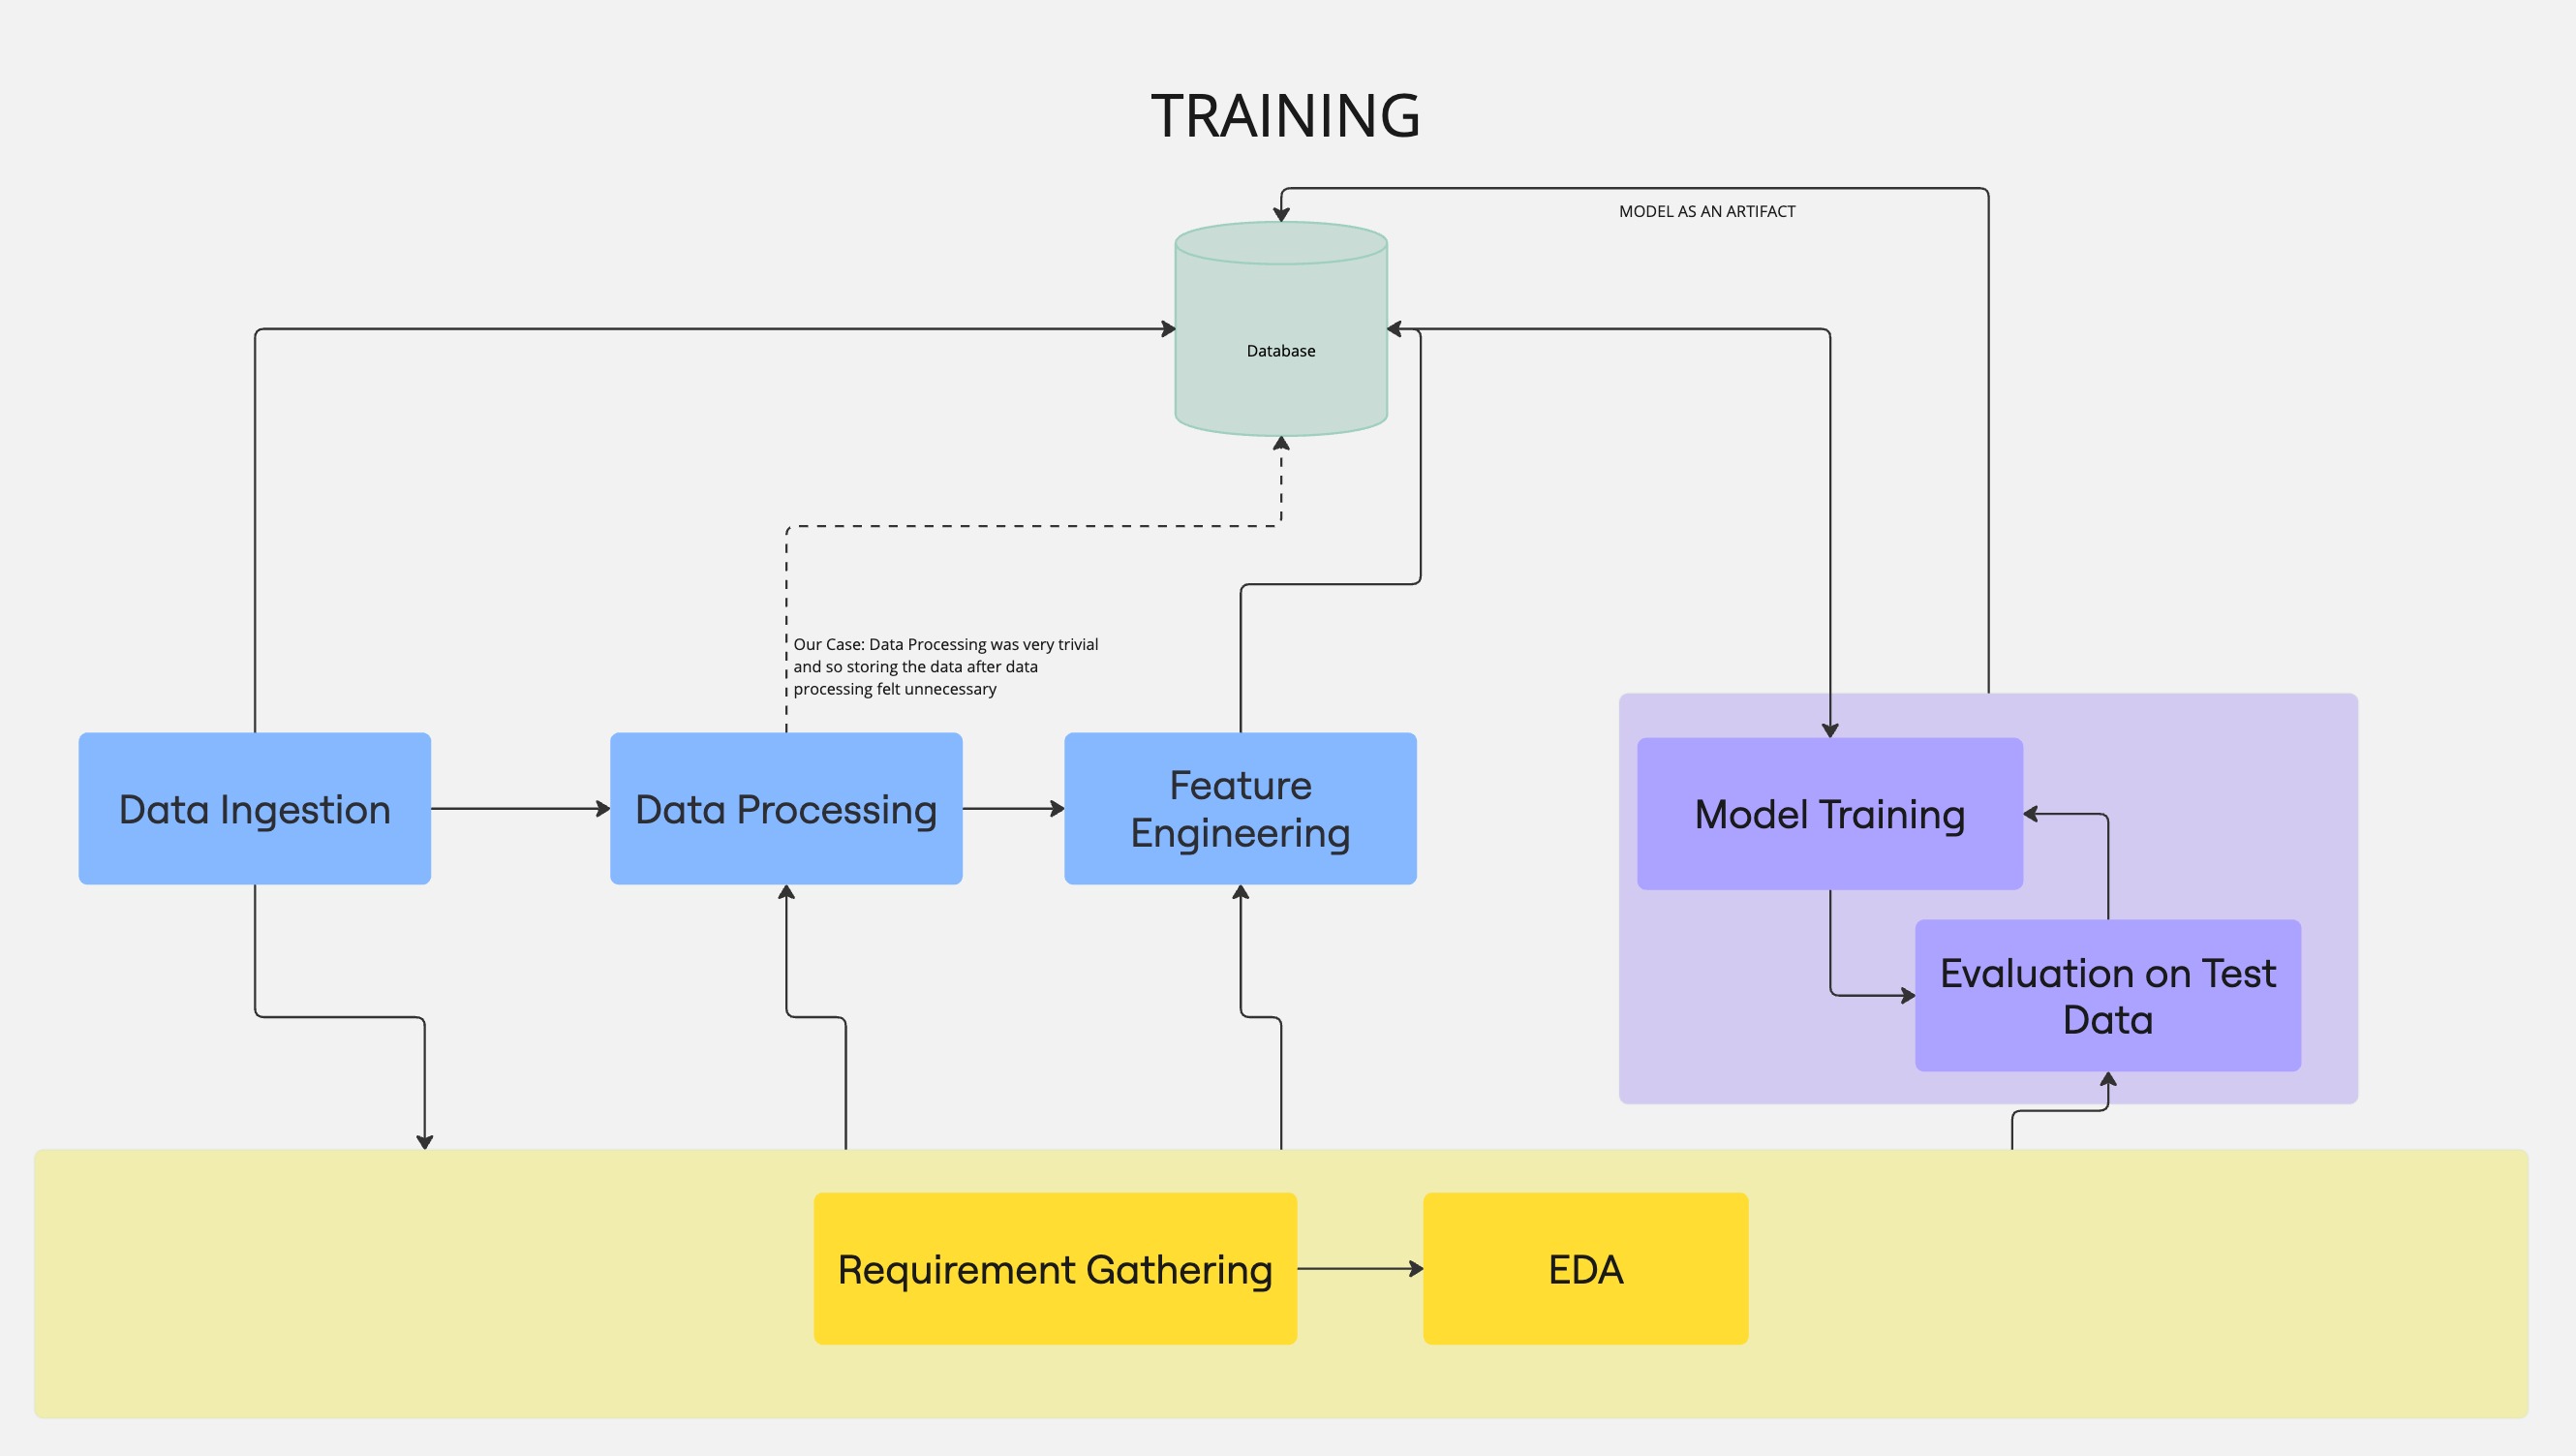 TRAINING
MODEL AS AN ARTIFACT
Database
Our Case: Data Processing was very trivial
and so storing the data after data
processing felt unnecessary
Data Ingestion
Data Processing
Feature
Engineering
Model Training
Evaluation on Test
Data
Requirement Gathering
EDA